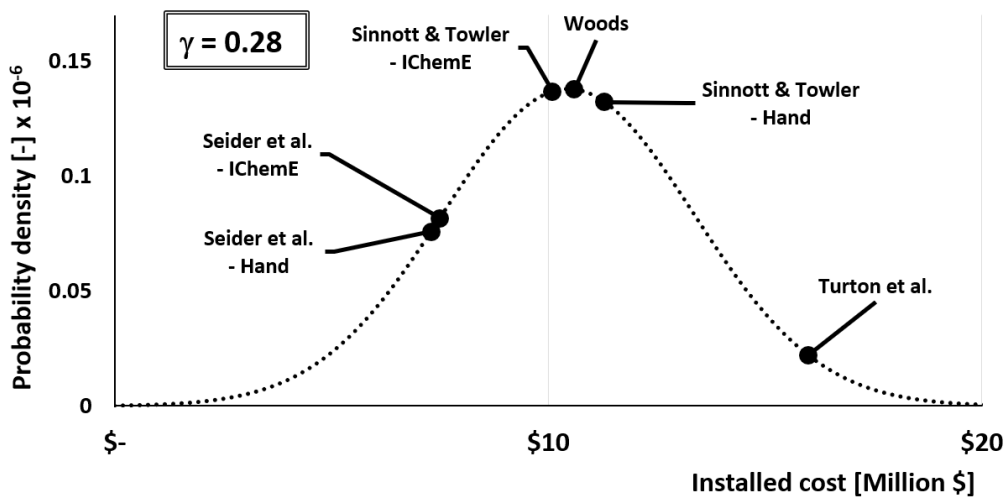 γ = 0.28
Sinnott & Towler
- IChemE
Woods
Sinnott & Towler
- Hand
Seider et al.
- IChemE
Seider et al.
- Hand
Turton et al.
Probability density [-] x 10⁻⁶
0.15
0.1
0.05
0
$-
$10
$20
Installed cost [Million $]